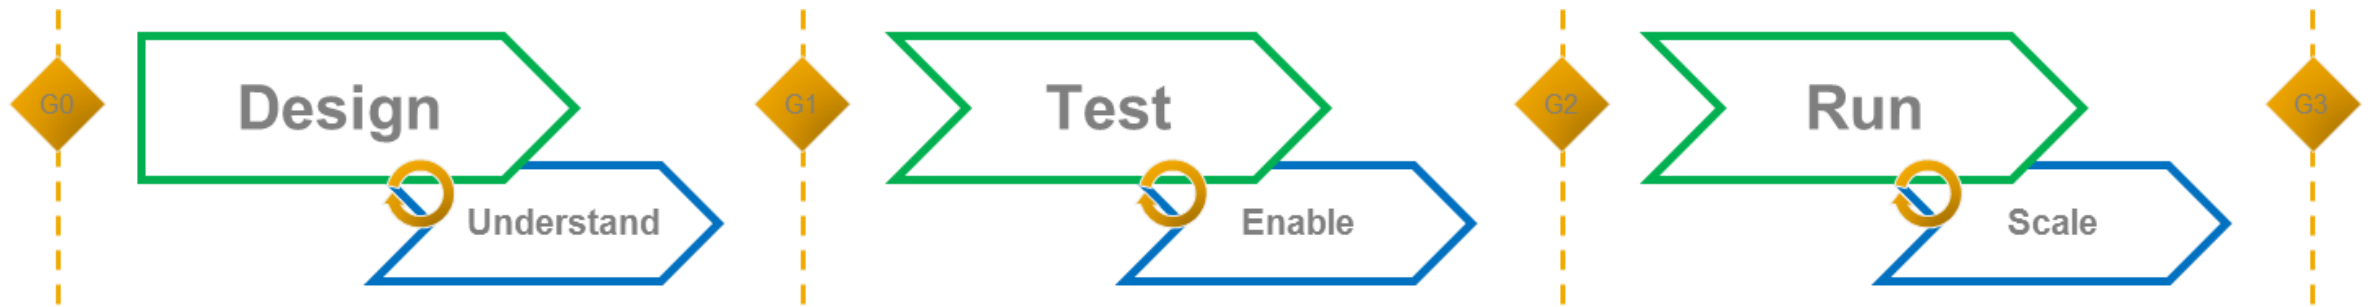 G0
Design
Understand
G1
Test
Enable
G2
Run
Scale
G3